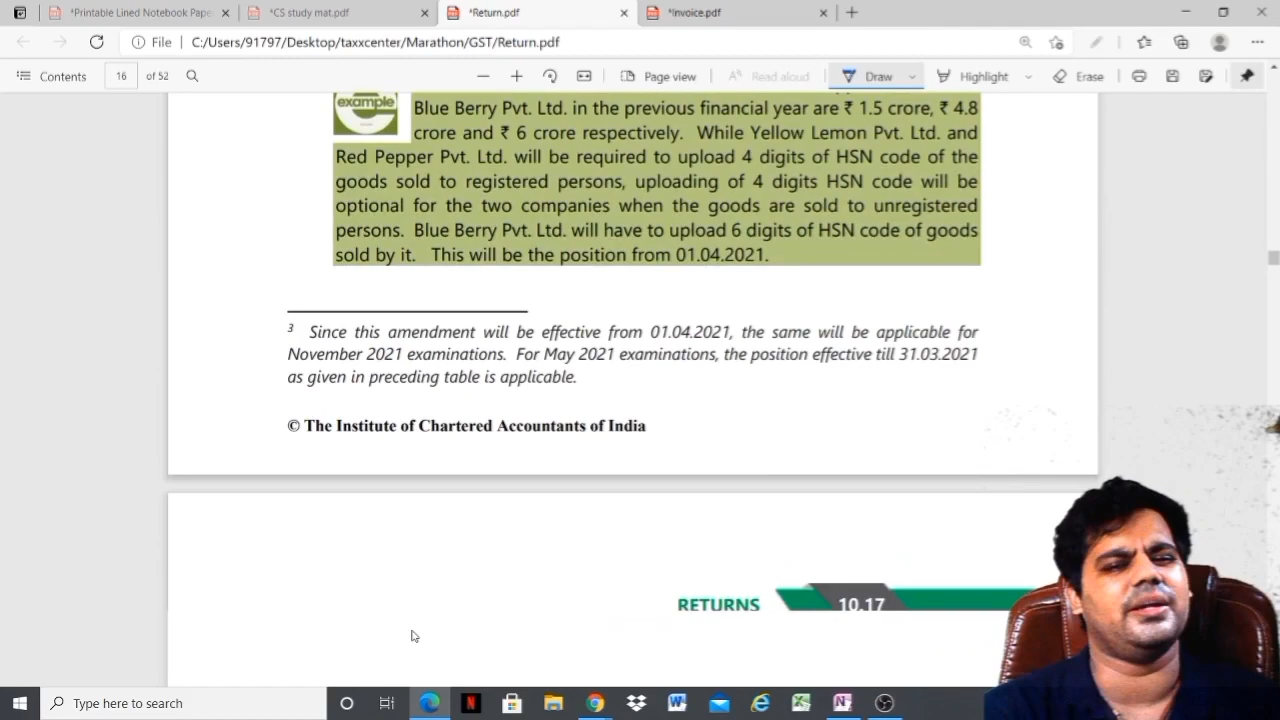 *Printable Lined Notebook Pape
*CS study mat.pdf
*Return.pdf
*Invoice.pdf
File
C:/Users/91797/Desktop/taxxcenter/Marathon/GST/Return.pdf
Contents
16
of 52
Page view
Read aloud
Draw
Highlight
Erase
example
Blue Berry Pvt. Ltd. in the previous financial year are ₹ 1.5 crore, ₹ 4.8
crore and ₹ 6 crore respectively. While Yellow Lemon Pvt. Ltd. and
Red Pepper Pvt. Ltd. will be required to upload 4 digits of HSN code of the
goods sold to registered persons, uploading of 4 digits HSN code will be
optional for the two companies when the goods are sold to unregistered
persons. Blue Berry Pvt. Ltd. will have to upload 6 digits of HSN code of goods
sold by it. This will be the position from 01.04.2021.
3 Since this amendment will be effective from 01.04.2021, the same will be applicable for
November 2021 examinations. For May 2021 examinations, the position effective till 31.03.2021
as given in preceding table is applicable.
© The Institute of Chartered Accountants of India
RETURNS
10.17
Type here to search